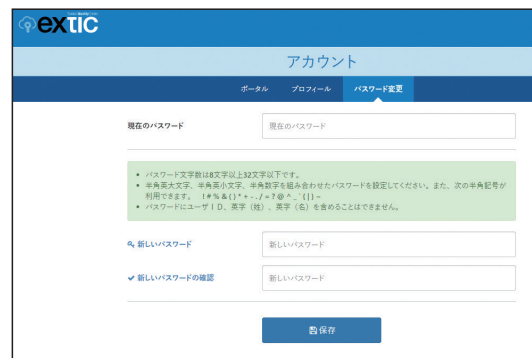 extic
アカウント
ポータル プロフィール パスワード変更
現在のパスワード 現在のパスワード
• パスワード文字数は8文字以上32文字以下です。
• 半角英大文字、半角英小文字、半角数字を組み合わせたパスワードを設定してください。また、次の半角記号が
利用できます。 ! # % & ( ) * + - . / = ? @ ^ _ ` { | } ~
• パスワードにユーザID、英字（姓）、英字（名）を含めることはできません。
新しいパスワード 新しいパスワード
新しいパスワードの確認 新しいパスワード
保存